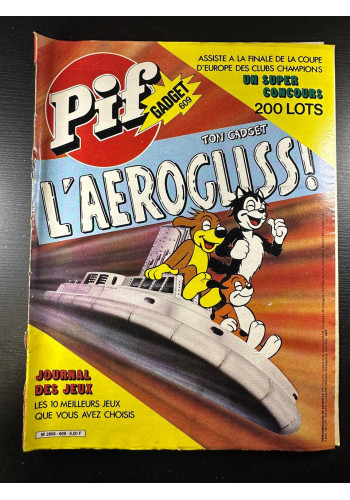 Pif
GADGET
609
ASSISTE A LA FINALE DE LA COUPE
D'EUROPE DES CLUBS CHAMPIONS
UN SUPER
CONCOURS
200 LOTS
TON GADGET
L'AEROGLISS!
JOURNAL
DES JEUX
LES 10 MEILLEURS JEUX
QUE VOUS AVEZ CHOISIS